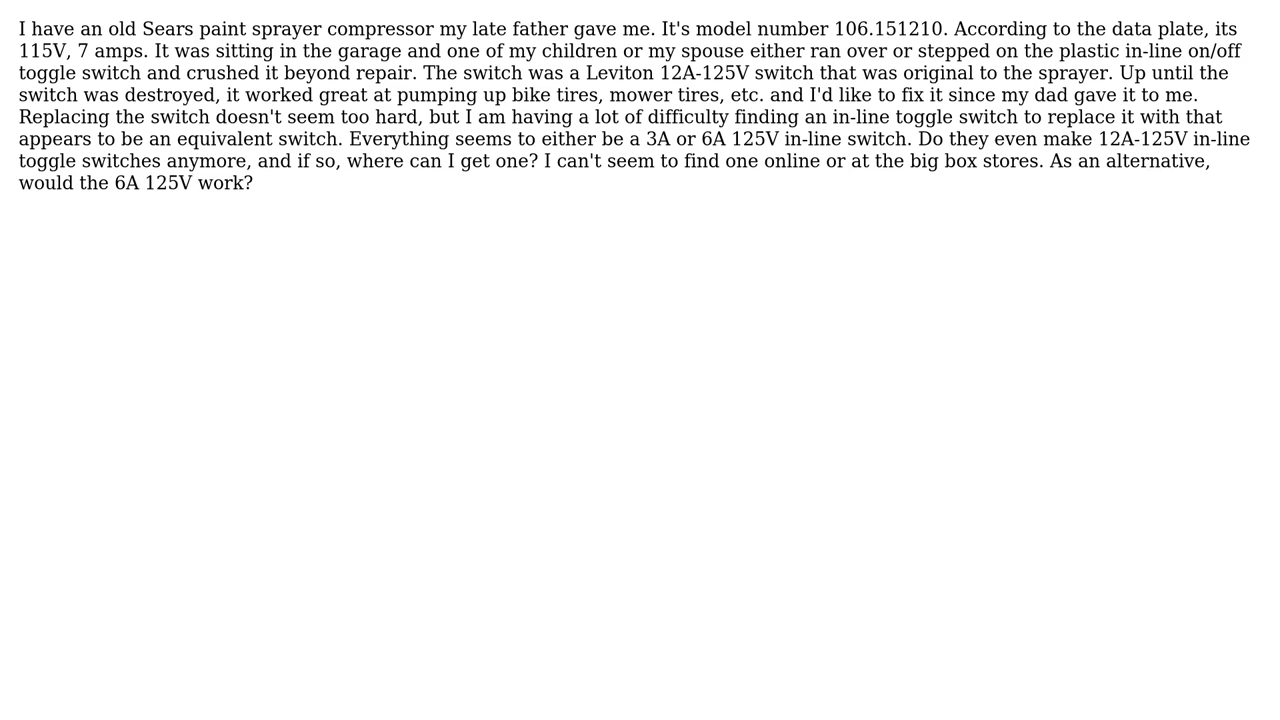 I have an old Sears paint sprayer compressor my late father gave me. It's model number 106.151210. According to the data plate, its
115V, 7 amps. It was sitting in the garage and one of my children or my spouse either ran over or stepped on the plastic in-line on/off
toggle switch and crushed it beyond repair. The switch was a Leviton 12A-125V switch that was original to the sprayer. Up until the
switch was destroyed, it worked great at pumping up bike tires, mower tires, etc. and I'd like to fix it since my dad gave it to me.
Replacing the switch doesn't seem too hard, but I am having a lot of difficulty finding an in-line toggle switch to replace it with that
appears to be an equivalent switch. Everything seems to either be a 3A or 6A 125V in-line switch. Do they even make 12A-125V in-line
toggle switches anymore, and if so, where can I get one? I can't seem to find one online or at the big box stores. As an alternative,
would the 6A 125V work?